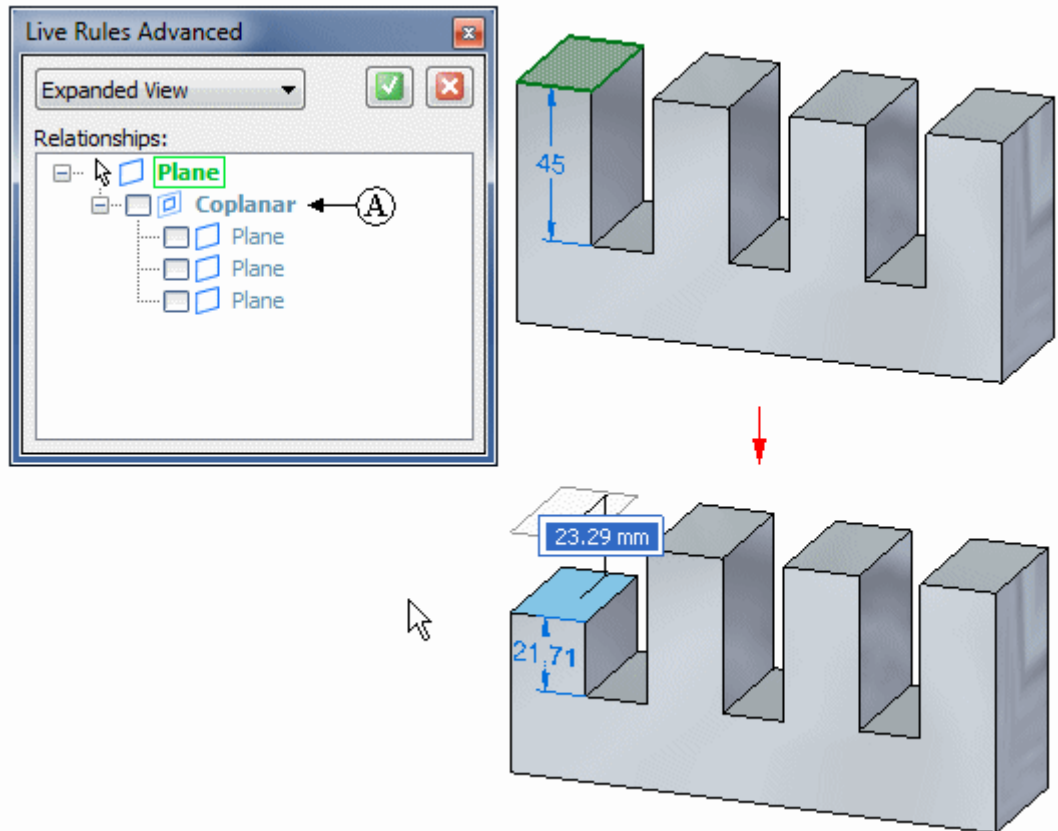 Live Rules Advanced
Expanded View
Relationships:
Plane
Coplanar
A
Plane
Plane
Plane
45
23.29 mm
21,71